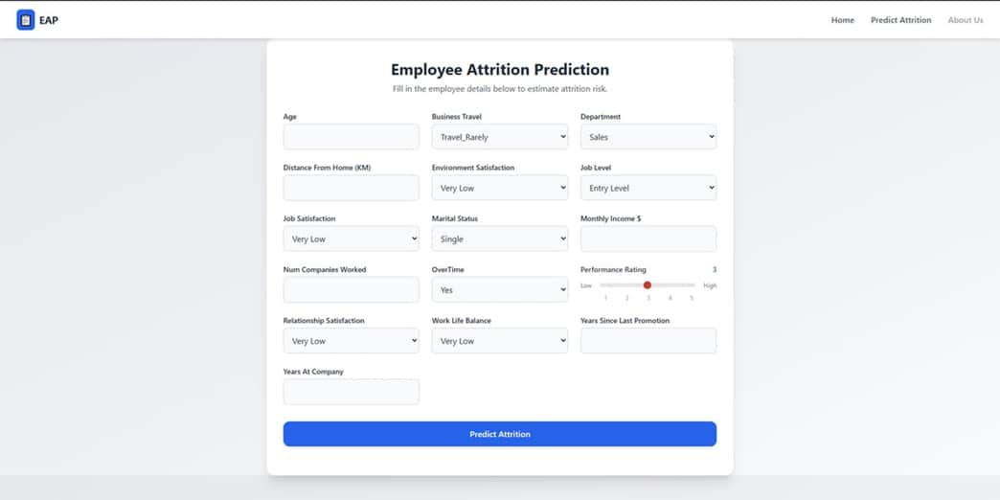 EAP Home Predict Attrition About Us
Employee Attrition Prediction
Fill in the employee details below to estimate attrition risk.
Age Business Travel Department
Travel_Rarely Sales
Distance From Home (KM) Environment Satisfaction Job Level
Very Low Entry Level
Job Satisfaction Marital Status Monthly Income $
Very Low Single
Num Companies Worked OverTime Performance Rating 3
Yes Low High
1 2 3 4 5
Relationship Satisfaction Work Life Balance Years Since Last Promotion
Very Low Very Low
Years At Company
Predict Attrition